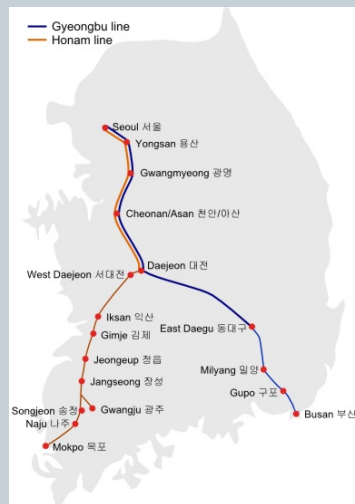 Gyeongbu line
Honam line
Seoul 서울
Yongsan 용산
Gwangmyeong 광명
Cheonan/Asan 천안/아산
Daejeon 대전
West Daejeon 서대전
Iksan 익산
East Daegu 동대구
Gimje 김제
Jeongeup 정읍
Milyang 밀양
Jangseong 장성
Gupo 구포
Songjeon 송정
Gwangju 광주
Busan 부산
Naju 나주
Mokpo 목포